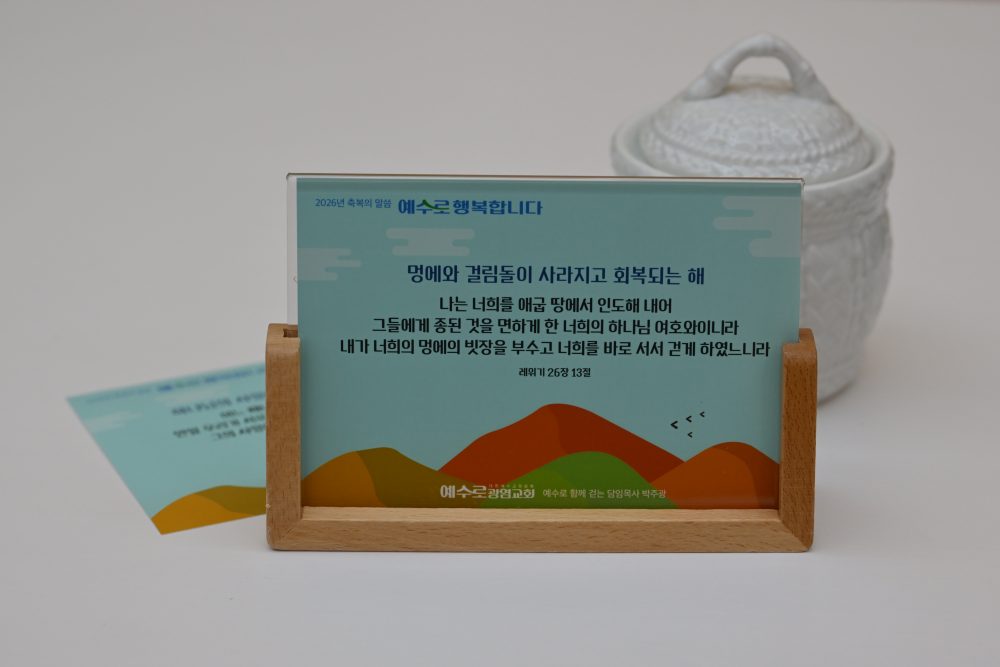 2026년 축복의 말씀 예수로 행복합니다
멍에와 걸림돌이 사라지고 회복되는 해
나는 너희를 애굽 땅에서 인도해 내어
그들에게 종된 것을 면하게 한 너희의 하나님 여호와이니라
내가 너희의 멍에의 빗장을 부수고 너희를 바로 서서 걷게 하였느니라
레위기 26장 13절
예수로 광염교회 예수로 함께 걷는 담임목사 박주광